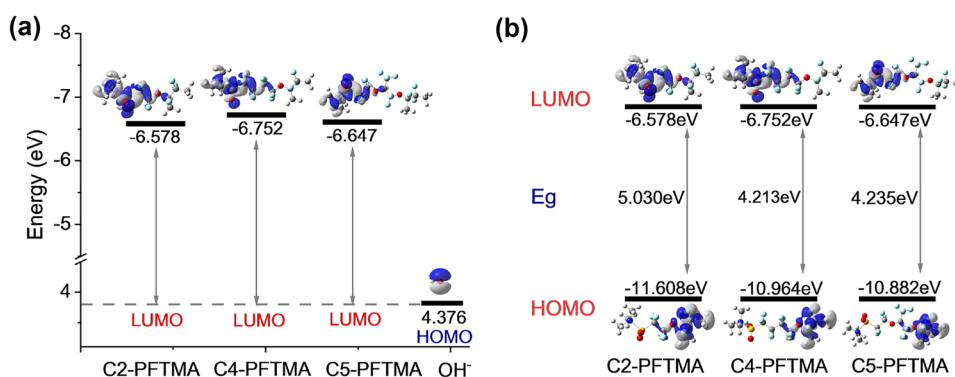 (a)
Energy (eV)
-8
-7
-6
-5
4
-6.578
-6.752
-6.647
LUMO
LUMO
LUMO
4.376
HOMO
C2-PFTMA C4-PFTMA C5-PFTMA OH⁻
(b)
LUMO
-6.578eV -6.752eV -6.647eV
Eg
5.030eV 4.213eV 4.235eV
HOMO
-11.608eV -10.964eV -10.882eV
C2-PFTMA C4-PFTMA C5-PFTMA